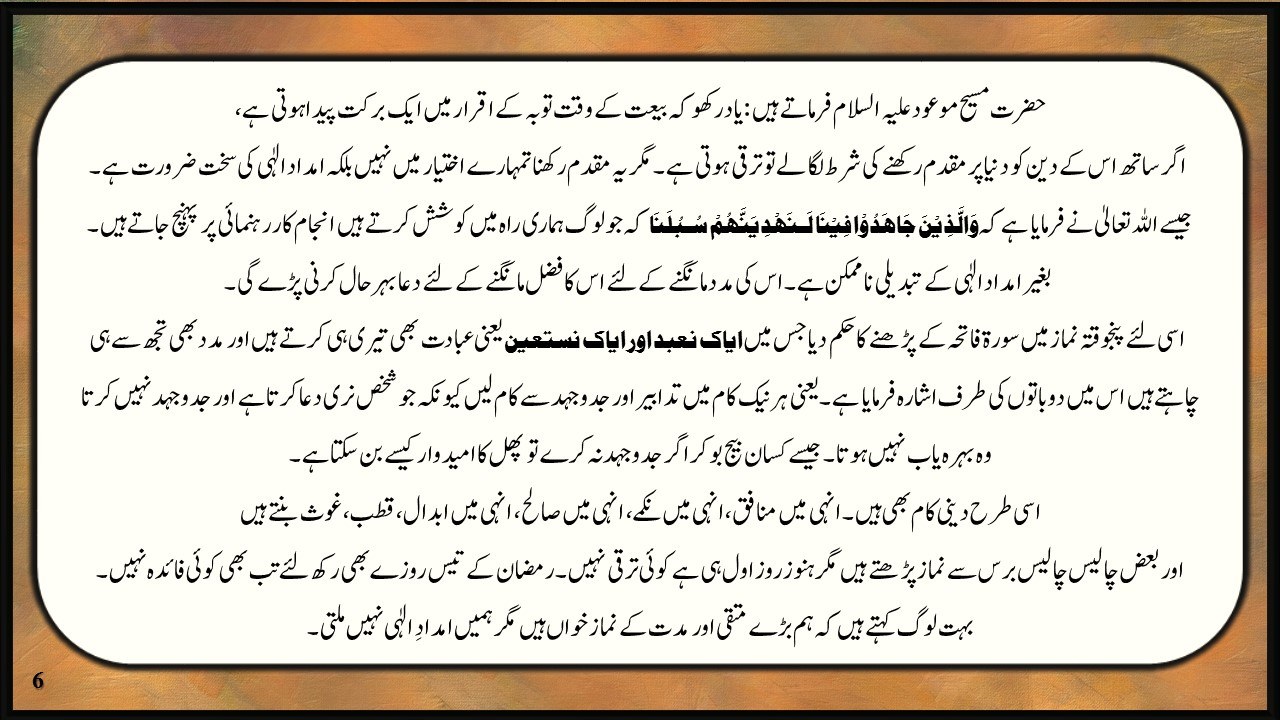 حضرت مسیح موعود علیہ السلام فرماتے ہیں: یاد رکھو کہ بیعت کے وقت توبہ کے اقرار میں ایک برکت پیدا ہوتی ہے،
اگر ساتھ اس کے دین کو دنیا پر مقدم رکھنے کی شرط لگالے تو ترقی ہوتی ہے۔ مگر یہ مقدم رکھنا تمہارے اختیار میں نہیں بلکہ امداد الٰہی کی سخت ضرورت ہے۔
جیسے اللہ تعالیٰ نے فرمایا ہے کہ وَالَّذِیْنَ جَاهَدُوْا فِیْنَا لَـنَهْدِیَنَّهُمْ سُـبُلَنَا کہ جو لوگ ہماری راہ میں کوشش کرتے ہیں انجام کار رہنمائی پر پہنچ جاتے ہیں۔
بغیر امداد الٰہی کے تبدیلی ناممکن ہے۔ اس کی مدد مانگنے کے لئے اس کا فضل مانگنے کے لئے دعا بہرحال کرنی پڑے گی۔
اسی لئے پنجوقتہ نماز میں سورۃ فاتحہ کے پڑھنے کا حکم دیا جس میں ایاک نعبد اور ایاک نستعین یعنی عبادت بھی تیری ہی کرتے ہیں اور مدد بھی تجھ سے ہی
چاہتے ہیں اس میں دو باتوں کی طرف اشارہ فرمایا ہے۔ یعنی ہر نیک کام میں تدابیر اور جدوجہد سے کام لیں کیونکہ جو شخص نری دعا کرتا ہے اور جدوجہد نہیں کرتا
وہ بہرہ یاب نہیں ہوتا۔ جیسے کسان بیج بو کر اگر جدوجہد نہ کرے تو پھل کا امیدوار کیسے بن سکتا ہے۔
اسی طرح دینی کام بھی ہیں۔ انہی میں منافق، انہی میں نکمے، انہی میں صالح، انہی میں ابدال، قطب، غوث بنتے ہیں
اور بعض چالیس چالیس برس سے نماز پڑھتے ہیں مگر ہنوز روز اول ہی ہے کوئی ترقی نہیں۔ رمضان کے تیس روزے بھی رکھ لئے تب بھی کوئی فائدہ نہیں۔
بہت لوگ کہتے ہیں کہ ہم بڑے متقی اور مدت کے نماز خواں ہیں مگر ہمیں امدادِ الٰہی نہیں ملتی۔
6